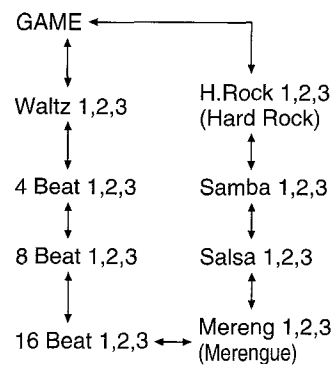 GAME
Waltz 1,2,3
4 Beat 1,2,3
8 Beat 1,2,3
16 Beat 1,2,3
H.Rock 1,2,3
(Hard Rock)
Samba 1,2,3
Salsa 1,2,3
Mereng 1,2,3
(Merengue)